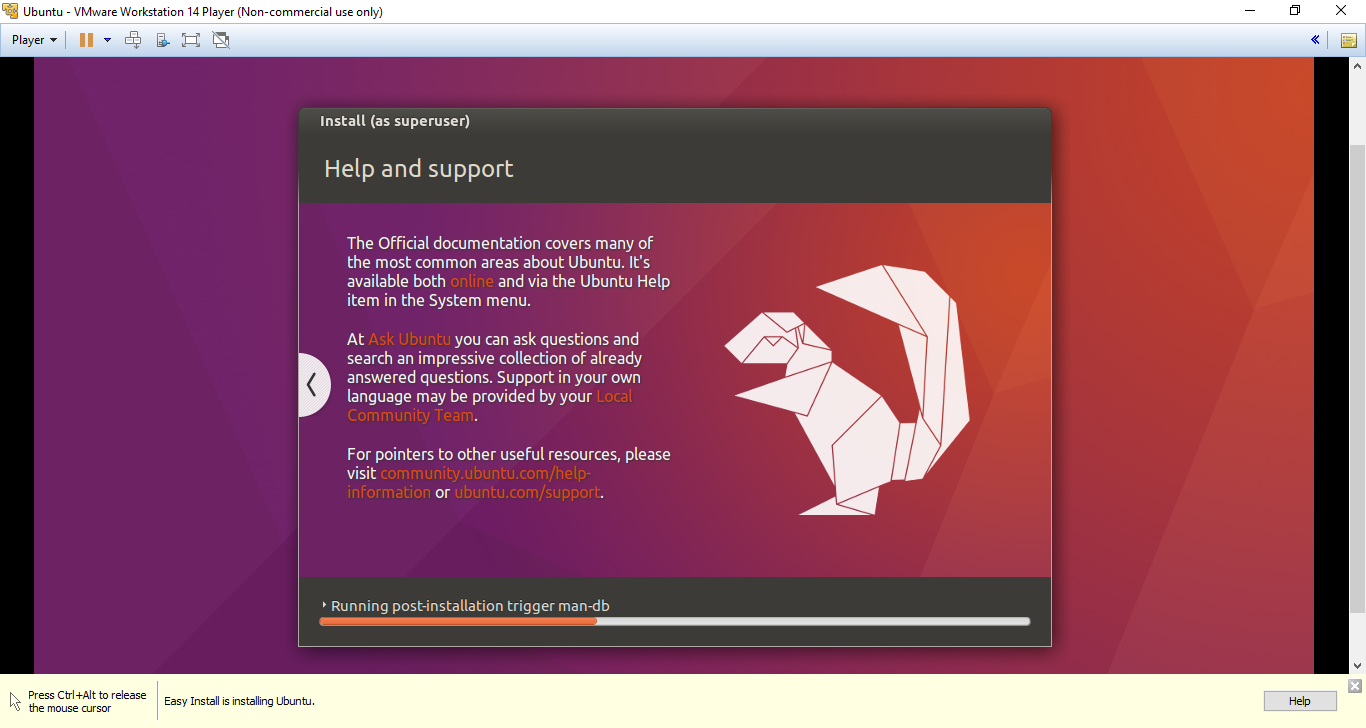 Ubuntu - VMware Workstation 14 Player (Non-commercial use only)
Player
Install (as superuser)
Help and support
The Official documentation covers many of
the most common areas about Ubuntu. It's
available both online and via the Ubuntu Help
item in the System menu.
At Ask Ubuntu you can ask questions and
search an impressive collection of already
answered questions. Support in your own
language may be provided by your Local
Community Team.
For pointers to other useful resources, please
visit community.ubuntu.com/help-
information or ubuntu.com/support.
Running post-installation trigger man-db
Press Ctrl+Alt to release
the mouse cursor
Easy Install is installing Ubuntu.
Help